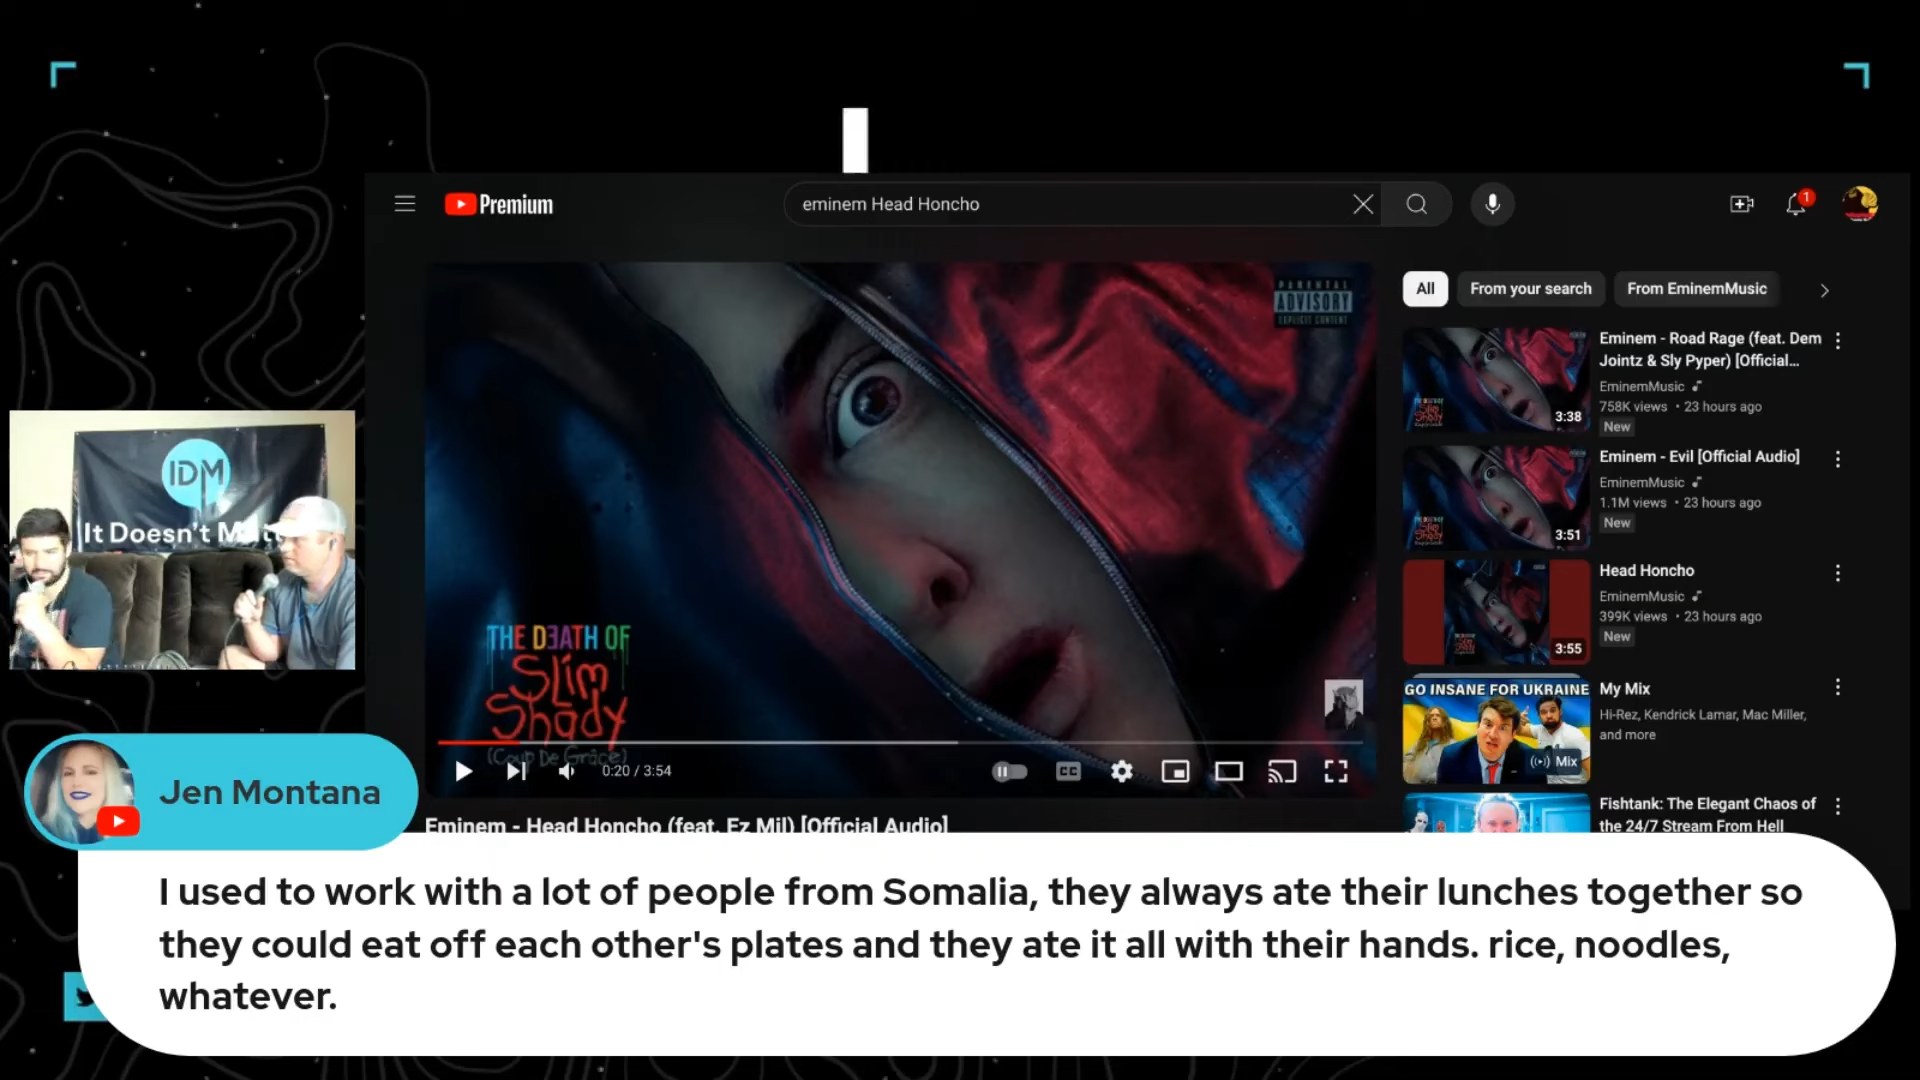 Premium
eminem Head Honcho
1
PARENTAL
ADVISORY
EXPLICIT CONTENT
THE DEATH OF
Slim
Shady
(Coup De Grâce)
0:20 / 3:54
CC
Eminem - Head Honcho (feat. Ez Mil) [Official Audio]
All
From your search
From EminemMusic
Eminem - Road Rage (feat. Dem
Jointz & Sly Pyper) [Official...
EminemMusic
758K views • 23 hours ago
New
3:38
Eminem - Evil [Official Audio]
EminemMusic
1.1M views • 23 hours ago
New
3:51
Head Honcho
EminemMusic
399K views • 23 hours ago
New
3:55
GO INSANE FOR UKRAINE
Mix
My Mix
Hi-Rez, Kendrick Lamar, Mac Miller,
and more
Fishtank: The Elegant Chaos of
the 24/7 Stream From Hell
IDM
It Doesn't
Jen Montana
I used to work with a lot of people from Somalia, they always ate their lunches together so
they could eat off each other's plates and they ate it all with their hands. rice, noodles,
whatever.